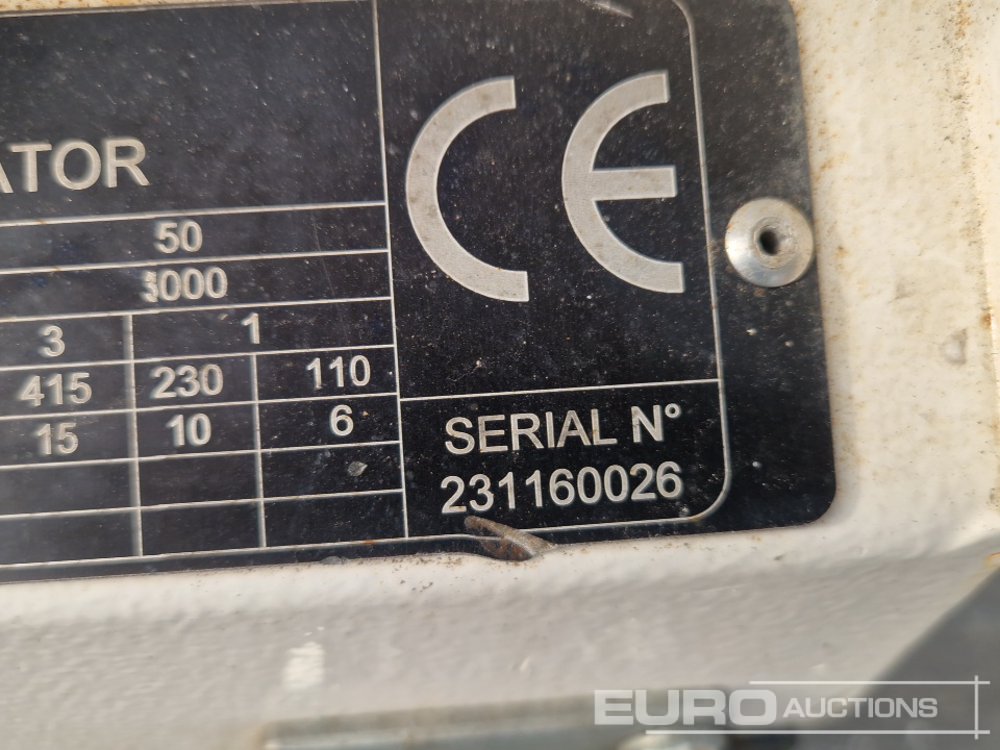 ATOR
CE
50
3000
3 1
415 230 110
15 10 6
SERIAL N°
231160026
EURO AUCTIONS